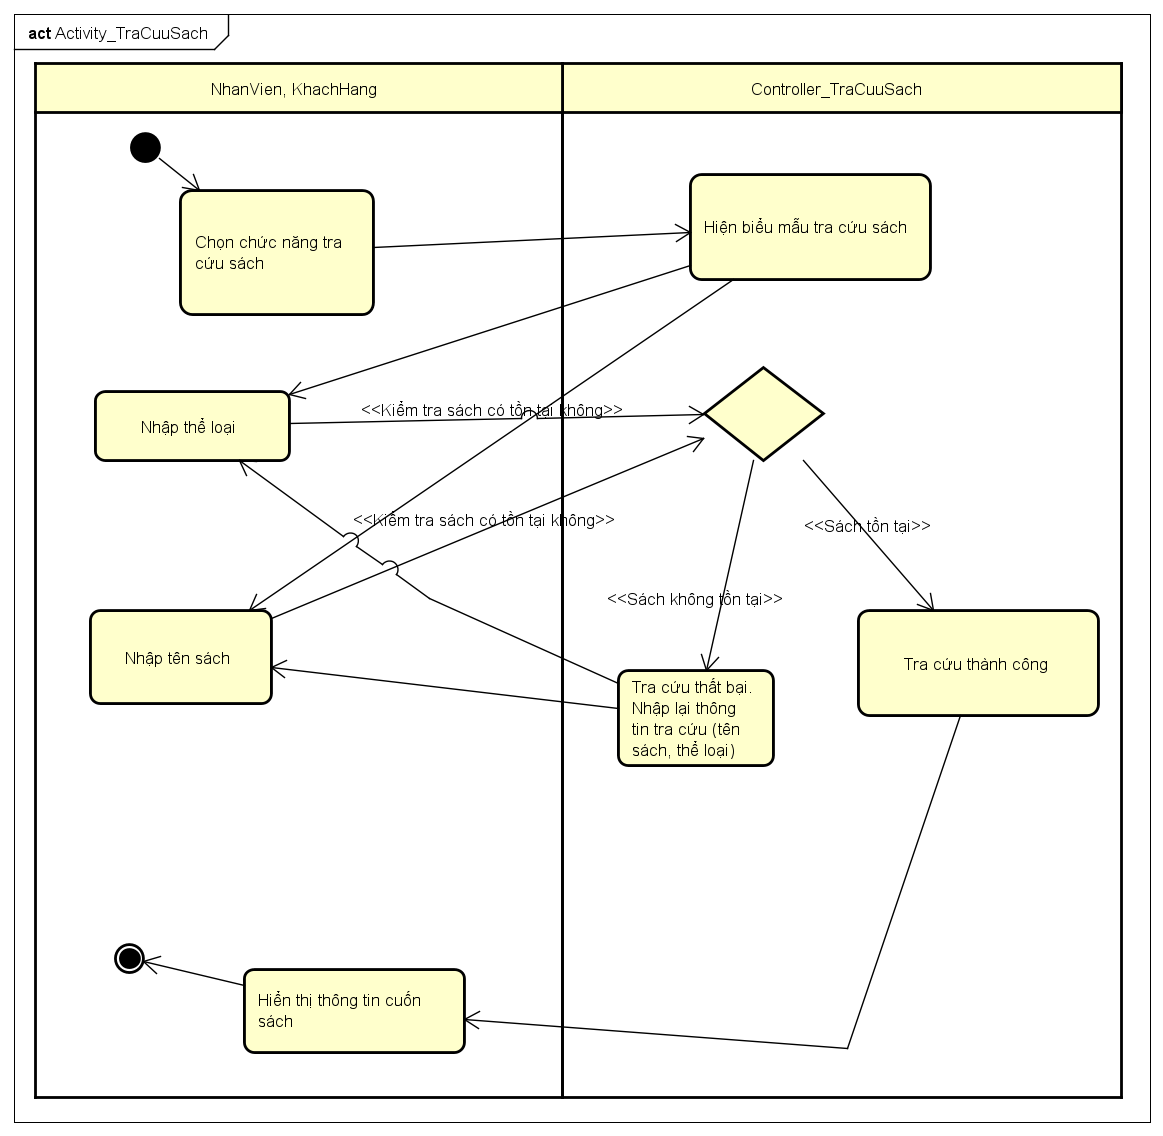 act Activity_TraCuuSach
NhanVien, KhachHang
Controller_TraCuuSach
Chọn chức năng tra
cứu sách
Hiện biểu mẫu tra cứu sách
Nhập thể loại
<<Kiểm tra sách có tồn tại không>>
<<Kiểm tra sách có tồn tại không>>
<<Sách tồn tại>>
<<Sách không tồn tại>>
Nhập tên sách
Tra cứu thành công
Tra cứu thất bại.
Nhập lại thông
tin tra cứu (tên
sách, thể loại)
Hiển thị thông tin cuốn
sách